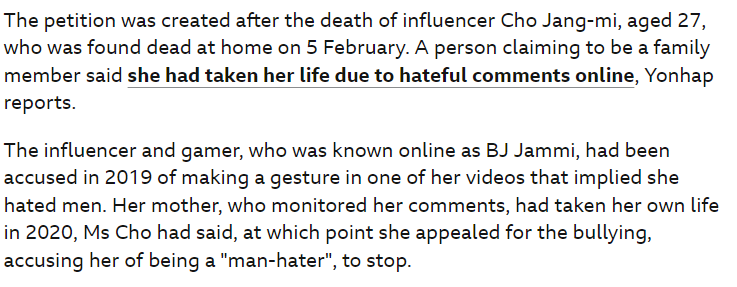 The petition was created after the death of influencer Cho Jang-mi, aged 27,
who was found dead at home on 5 February. A person claiming to be a family
member said she had taken her life due to hateful comments online, Yonhap
reports.
The influencer and gamer, who was known online as BJ Jammi, had been
accused in 2019 of making a gesture in one of her videos that implied she
hated men. Her mother, who monitored her comments, had taken her own life
in 2020, Ms Cho had said, at which point she appealed for the bullying,
accusing her of being a "man-hater", to stop.